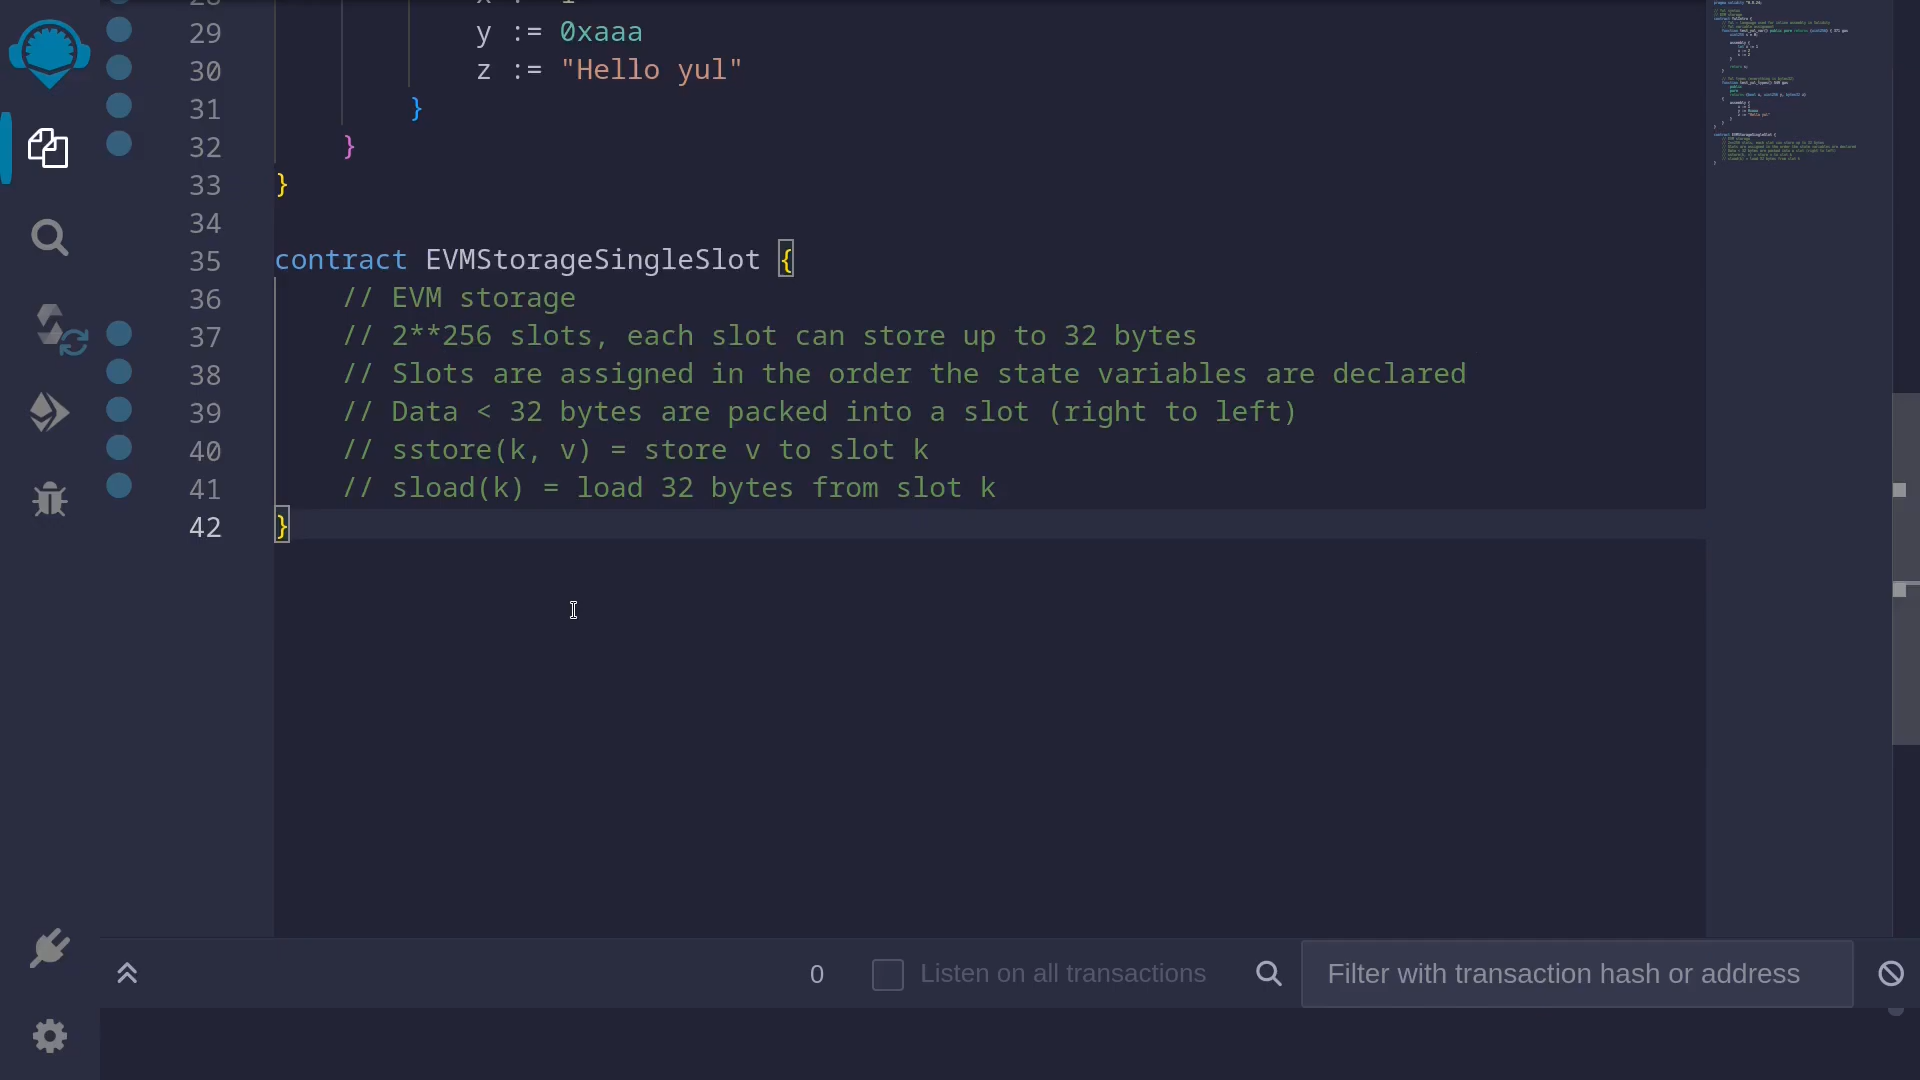 29 y := 0xaaa
30 z := "Hello yul"
31 }
32 }
33 }
34
35 contract EVMStorageSingleSlot {
36 // EVM storage
37 // 2**256 slots, each slot can store up to 32 bytes
38 // Slots are assigned in the order the state variables are declared
39 // Data < 32 bytes are packed into a slot (right to left)
40 // sstore(k, v) = store v to slot k
41 // sload(k) = load 32 bytes from slot k
42 }
0 Listen on all transactions Filter with transaction hash or address